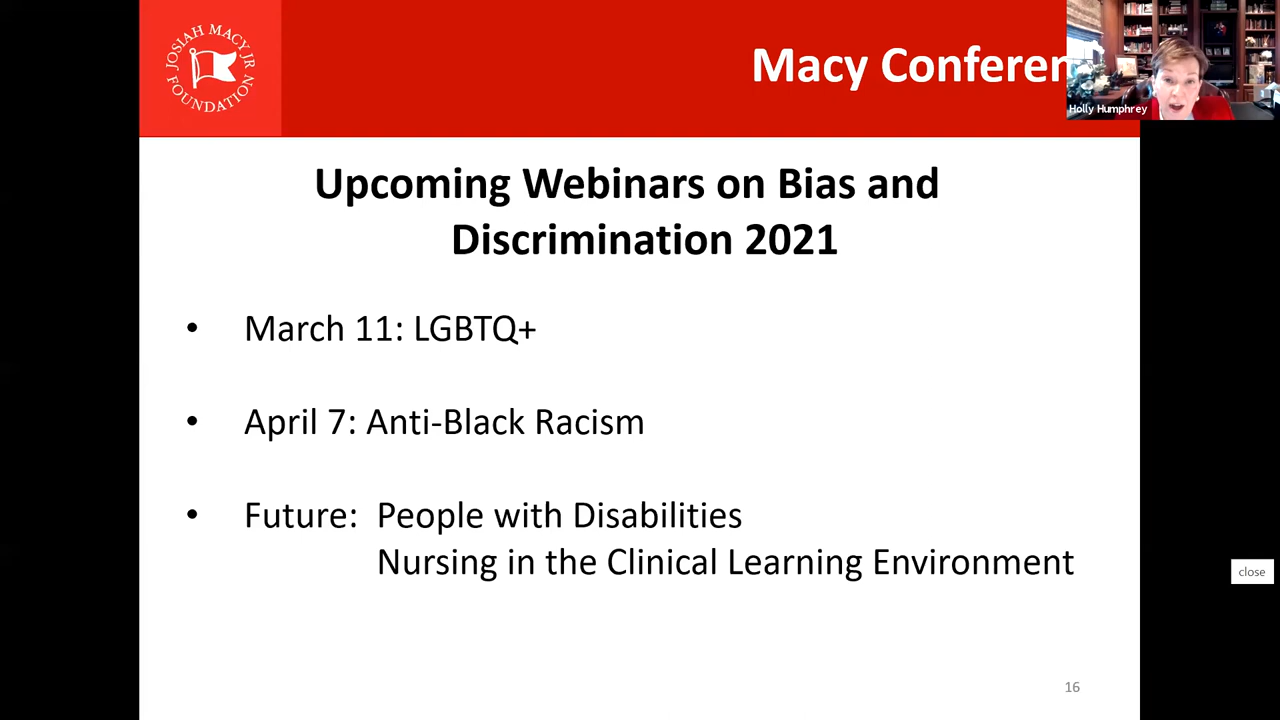 JOSIAH MACY JR
FOUNDATION
Macy Conferen
Holly Humphrey
Upcoming Webinars on Bias and
Discrimination 2021
• March 11: LGBTQ+
• April 7: Anti-Black Racism
• Future: People with Disabilities
Nursing in the Clinical Learning Environment
close
16